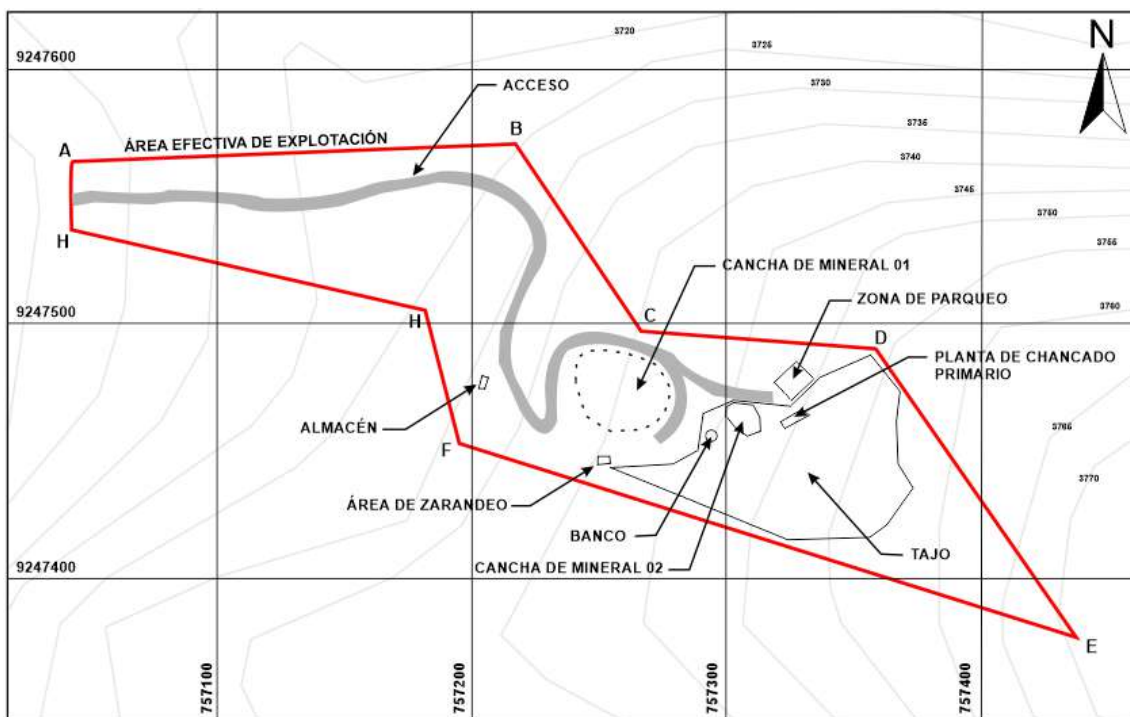 N
3720
3725
9247600
ACCESO
3730
B
3735
ÁREA EFECTIVA DE EXPLOTACIÓN
A
3740
3745
3750
H
3755
CANCHA DE MINERAL 01
ZONA DE PARQUEO
3760
9247500
H
C
D
PLANTA DE CHANCADO
PRIMARIO
ALMACÉN
3765
F
3770
ÁREA DE ZARANDEO
BANCO
TAJO
CANCHA DE MINERAL 02
9247400
E
757100
757200
757300
757400